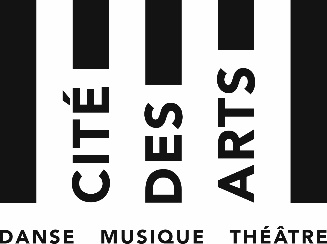 CITÉ
DES
ARTS
DANSE MUSIQUE THÉÂTRE